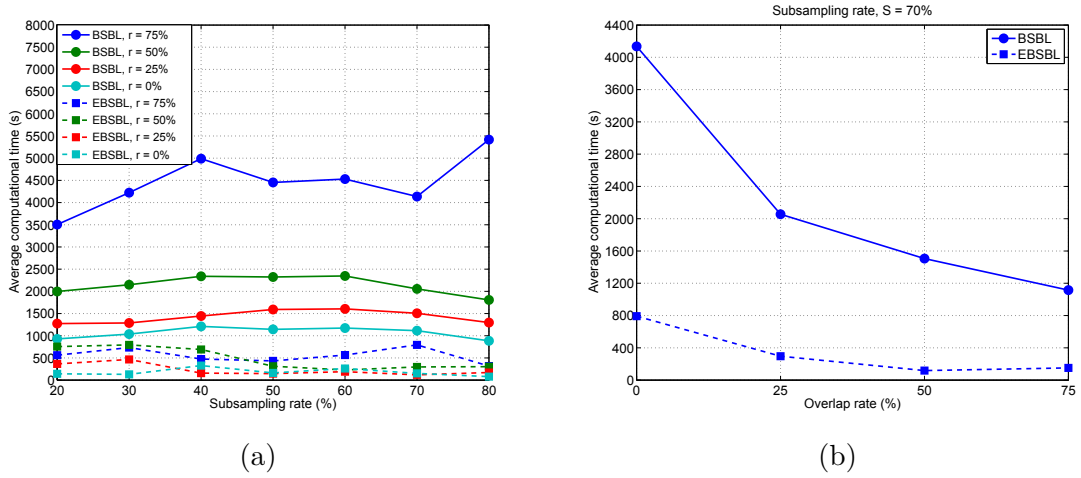 8000
7500
7000
6500
6000
5500
5000
4500
4000
3500
3000
2500
2000
1500
1000
500
0
Average computational time (s)
BSBL, r = 75%
BSBL, r = 50%
BSBL, r = 25%
BSBL, r = 0%
EBSBL, r = 75%
EBSBL, r = 50%
EBSBL, r = 25%
EBSBL, r = 0%
20 30 40 50 60 70 80
Subsampling rate (%)
(a)
Subsampling rate, S = 70%
4400
4000
3600
3200
2800
2400
2000
1600
1200
800
400
0
Average computational time (s)
BSBL
EBSBL
0 25 50 75
Overlap rate (%)
(b)